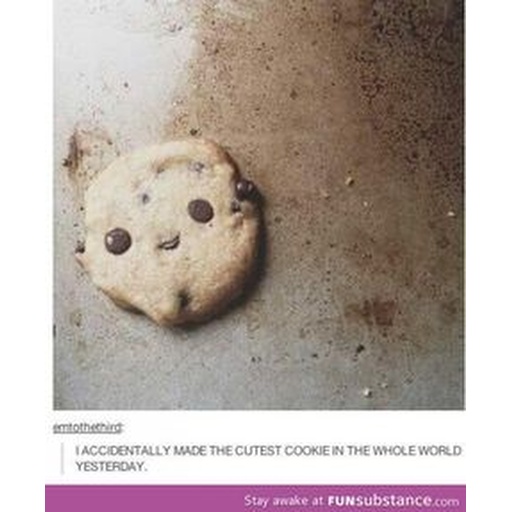 emtothethird:
I ACCIDENTALLY MADE THE CUTEST COOKIE IN THE WHOLE WORLD
YESTERDAY.
Stay awake at FUNsubstance.com